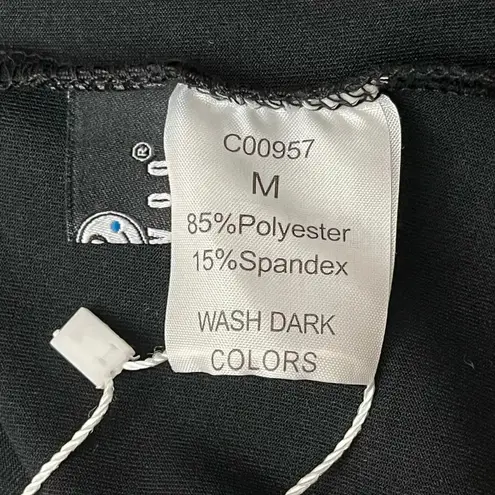 C00957
M
85%Polyester
15%Spandex
WASH DARK
COLORS
®